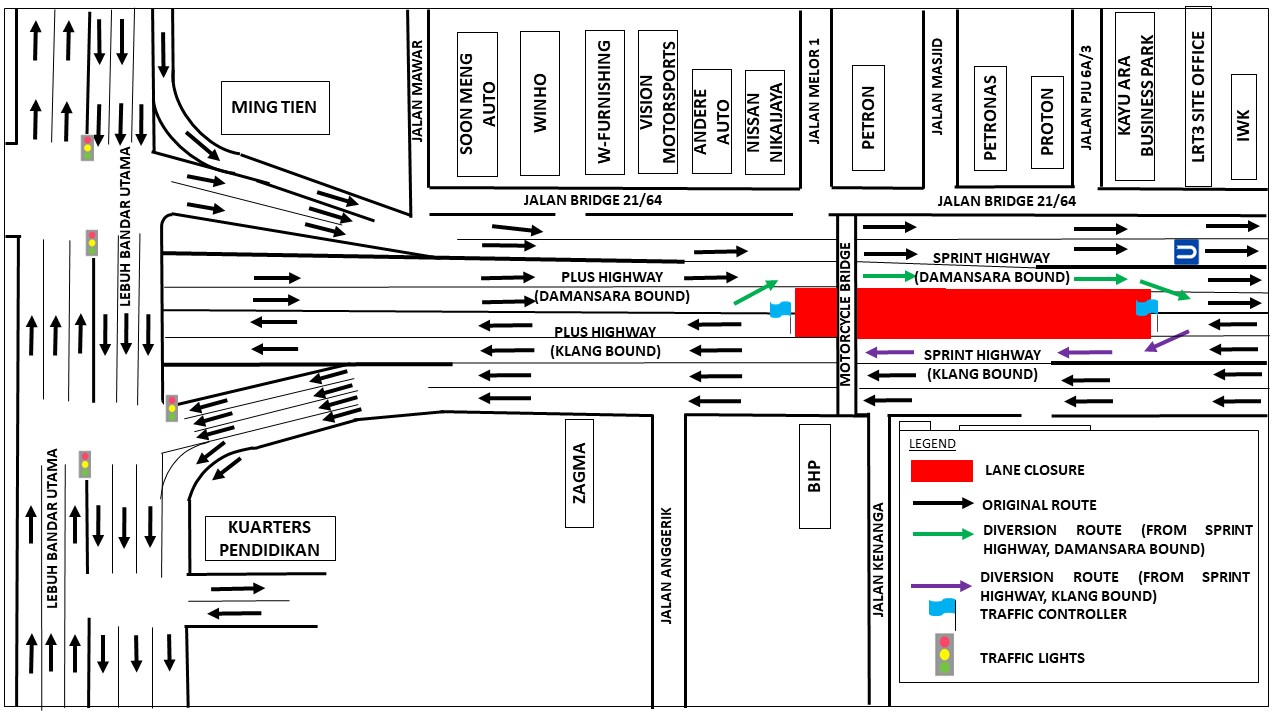 MING TIEN
LEBUH BANDAR UTAMA
JALAN MAWAR
SOON MENG
AUTO
WINHO
W-FURNISHING
VISION
MOTORSPORTS
ANDERE
AUTO
NISSAN
NIKAIJAYA
JALAN MELOR 1
PETRON
JALAN MASJID
PETRONAS
PROTON
JALAN PJU 6A/3
KAYU ARA
BUSINESS PARK
LRT3 SITE OFFICE
IWK
JALAN BRIDGE 21/64
JALAN BRIDGE 21/64
PLUS HIGHWAY
(DAMANSARA BOUND)
PLUS HIGHWAY
(KLANG BOUND)
MOTORCYCLE BRIDGE
SPRINT HIGHWAY
(DAMANSARA BOUND)
U
SPRINT HIGHWAY
(KLANG BOUND)
LEBUH BANDAR UTAMA
KUARTERS
PENDIDIKAN
ZAGMA
JALAN ANGGERIK
BHP
JALAN KENANGA
LEGEND
LANE CLOSURE
ORIGINAL ROUTE
DIVERSION ROUTE (FROM SPRINT
HIGHWAY, DAMANSARA BOUND)
DIVERSION ROUTE (FROM SPRINT
HIGHWAY, KLANG BOUND)
TRAFFIC CONTROLLER
TRAFFIC LIGHTS